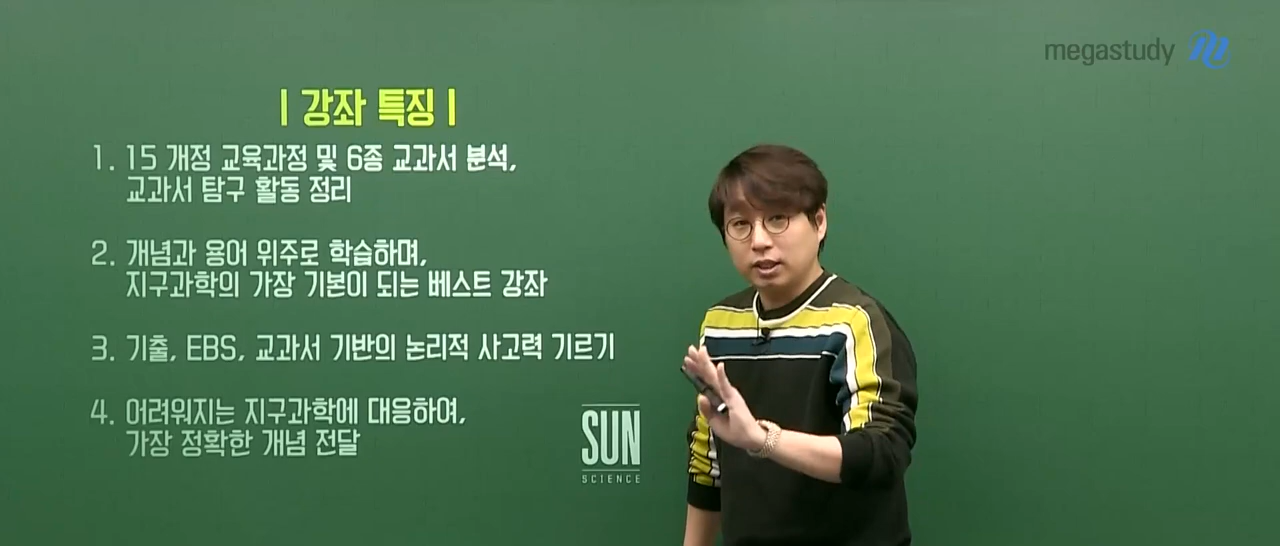 megastudy
| 강좌 특징 |
1. 15 개정 교육과정 및 6종 교과서 분석,
교과서 탐구 활동 정리
2. 개념과 용어 위주로 학습하며,
지구과학의 가장 기본이 되는 베스트 강좌
3. 기출, EBS, 교과서 기반의 논리적 사고력 기르기
4. 어려워지는 지구과학에 대응하여,
가장 정확한 개념 전달
SUN
SCIENCE